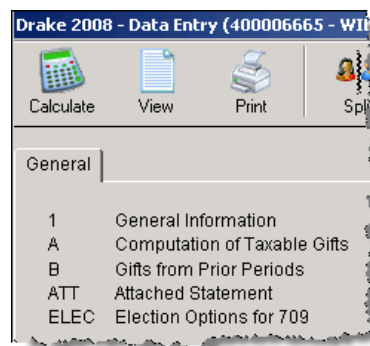 Drake 2008 - Data Entry (400006665 - WI
Calculate View Print Spl
General
1 General Information
A Computation of Taxable Gifts
B Gifts from Prior Periods
ATT Attached Statement
ELEC Election Options for 709